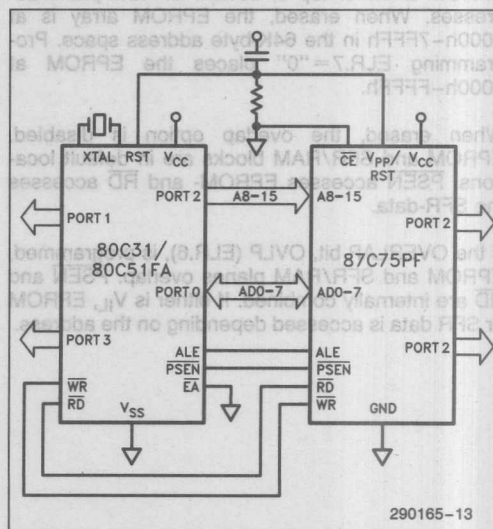 When erased, the EPROM array is at
000h–7FFFh in the 64K byte address space. Pro-
gramming ELR.7="0" places the EPROM at
000h–FFFFh.
XTAL RST VCC
PORT 2
PORT 1
80C31/
80C51FA
PORT 0
PORT 3
ALE
PSEN
EA
WR
RD
VSS
A8-15
AD0-7
CE VPP/ VCC
RST
A8-15
PORT 2
87C75PF
AD0-7
PORT 2
ALE
PSEN
RD
WR
GND
When erased, the overlap option is disabled.
EPROM and SFR/RAM blocks are in default loca-
tions. PSEN accesses EPROM- and RD accesses
SFR-data.
the OVERLAP bit, OVLP (ELR.6), is programmed,
EPROM and SFR/RAM planes overlap. PSEN and
RD are internally combined. If either is VIL, EPROM
or SFR data is accessed depending on the address.
290165-13